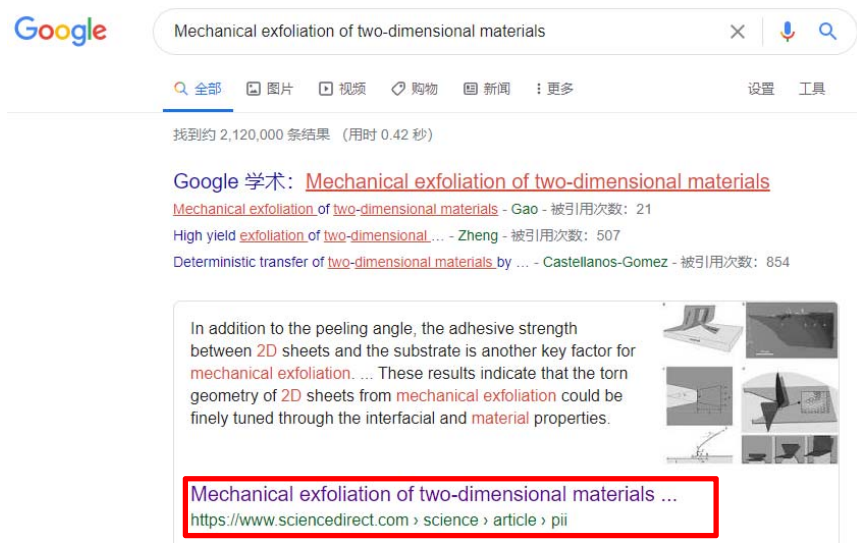 Google
Mechanical exfoliation of two-dimensional materials
全部 图片 视频 购物 新闻 更多 设置 工具
找到约 2,120,000 条结果 （用时 0.42 秒）
Google 学术： Mechanical exfoliation of two-dimensional materials
Mechanical exfoliation of two-dimensional materials - Gao - 被引用次数：21
High yield exfoliation of two-dimensional ... - Zheng - 被引用次数：507
Deterministic transfer of two-dimensional materials by ... - Castellanos-Gomez - 被引用次数：854
In addition to the peeling angle, the adhesive strength
between 2D sheets and the substrate is another key factor for
mechanical exfoliation. ... These results indicate that the torn
geometry of 2D sheets from mechanical exfoliation could be
finely tuned through the interfacial and material properties.
Mechanical exfoliation of two-dimensional materials ...
https://www.sciencedirect.com › science › article › pii